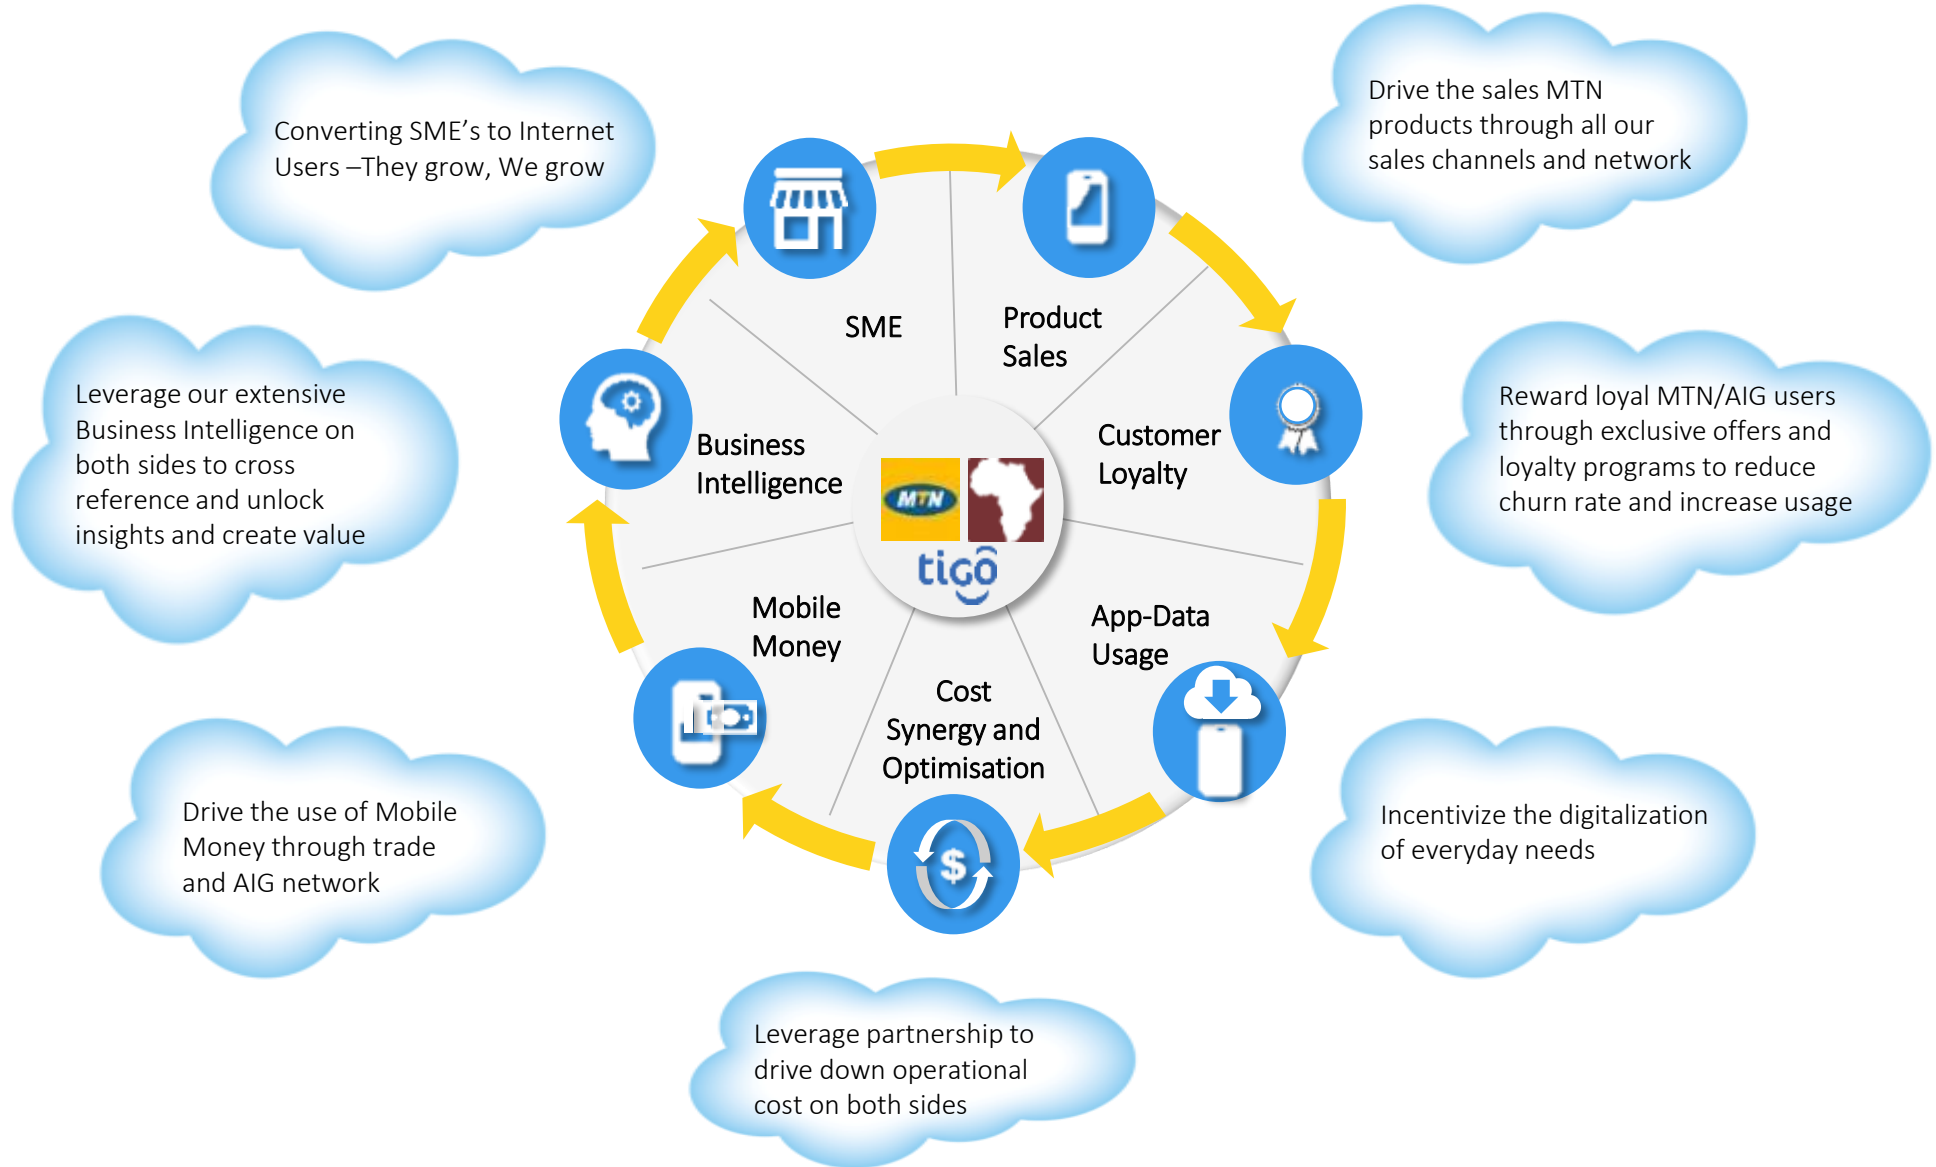 Converting SME's to Internet
Users –They grow, We grow
Drive the sales MTN
products through all our
sales channels and network
SME
Product
Sales
Leverage our extensive
Business Intelligence on
both sides to cross
reference and unlock
insights and create value
Business
Intelligence
Customer
Loyalty
Reward loyal MTN/AIG users
through exclusive offers and
loyalty programs to reduce
churn rate and increase usage
MTN
tigo
Mobile
Money
App-Data
Usage
Cost
Synergy and
Optimisation
$
Drive the use of Mobile
Money through trade
and AIG network
Incentivize the digitalization
of everyday needs
Leverage partnership to
drive down operational
cost on both sides